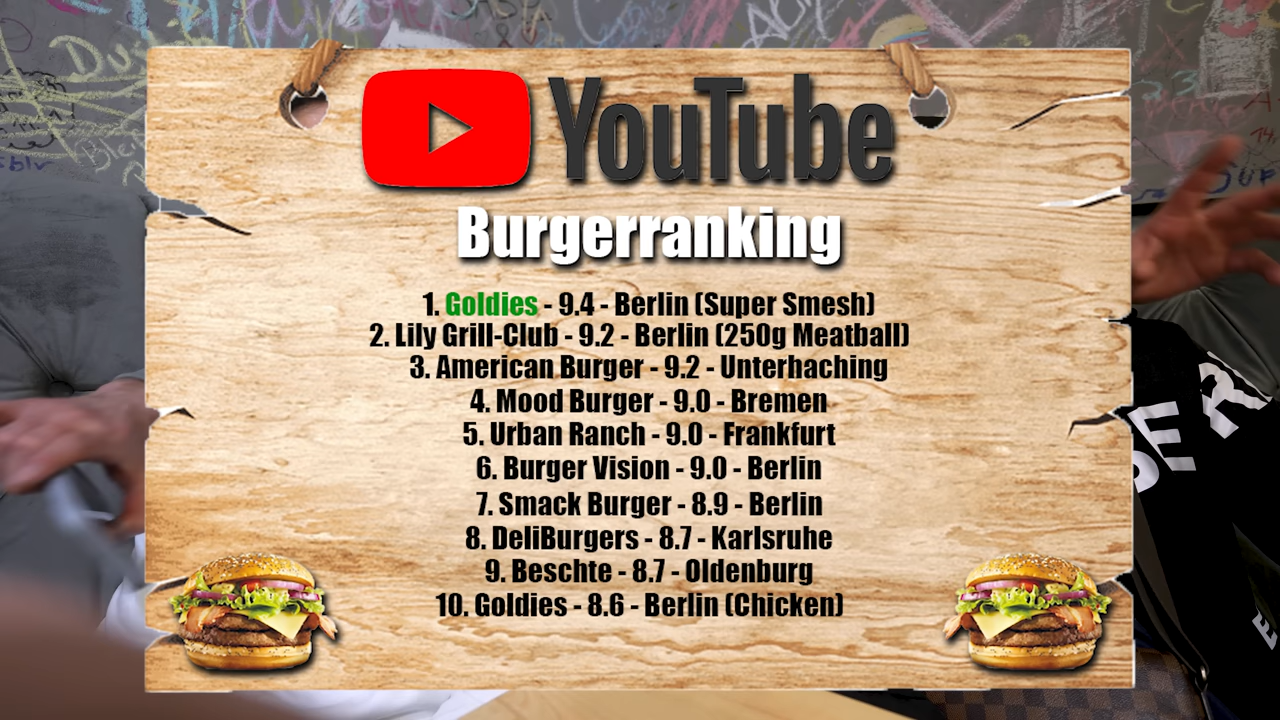 YouTube
Burgerranking
1. Goldies - 9.4 - Berlin (Super Smesh)
2. Lily Grill-Club - 9.2 - Berlin (250g Meatball)
3. American Burger - 9.2 - Unterhaching
4. Mood Burger - 9.0 - Bremen
5. Urban Ranch - 9.0 - Frankfurt
6. Burger Vision - 9.0 - Berlin
7. Smack Burger - 8.9 - Berlin
8. DeliBurgers - 8.7 - Karlsruhe
9. Beschte - 8.7 - Oldenburg
10. Goldies - 8.6 - Berlin (Chicken)